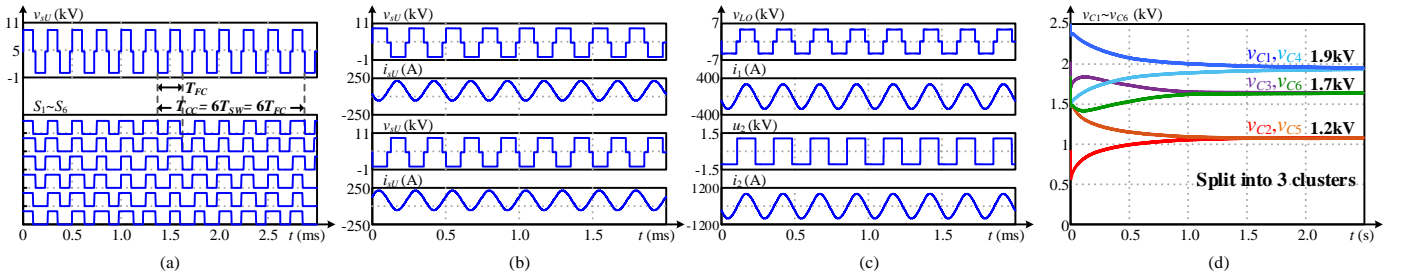 v_sU (kV)
11
5
-1
T_FC
T_CC = 6T_SW = 6T_FC
S_1~S_6
0 0.5 1.0 1.5 2.0 2.5 t (ms)
(a)
v_sU (kV)
11
-1
i_sU (A)
250
-250
v_sU (kV)
11
-1
i_sU (A)
250
-250
0 0.5 1.0 1.5 t (ms)
(b)
v_LO (kV)
7
-7
i_1 (A)
400
-400
u_2 (kV)
1.5
-1.5
i_2 (A)
1200
-1200
0 0.5 1.0 1.5 t (ms)
(c)
v_C1~v_C6 (kV)
2.5
2
1.5
1
0.5
v_C1,v_C4 1.9kV
v_C3,v_C6 1.7kV
v_C2,v_C5 1.2kV
Split into 3 clusters
0 0.5 1.0 1.5 2.0 t (s)
(d)